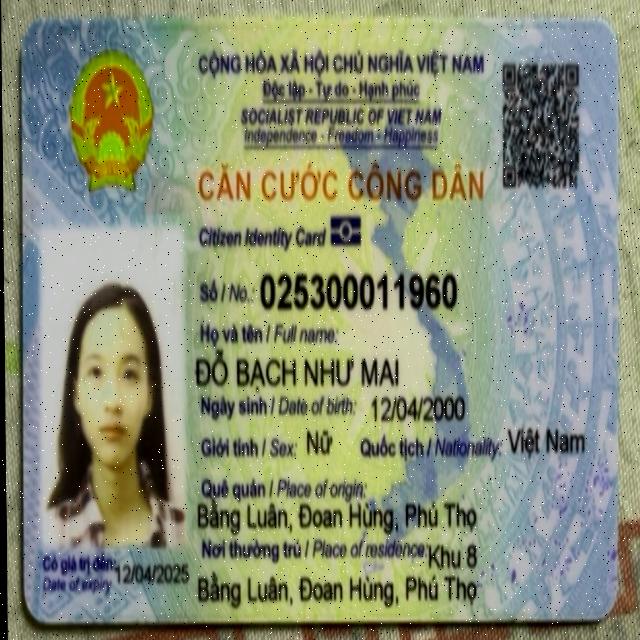 CỘNG HÒA XÃ HỘI CHỦ NGHĨA VIỆT NAM
Độc lập - Tự do - Hạnh phúc
SOCIALIST REPUBLIC OF VIET NAM
Independence - Freedom - Happiness
CĂN CƯỚC CÔNG DÂN
Citizen Identity Card
Số / No.: 025300011960
Họ và tên / Full name:
ĐỖ BẠCH NHƯ MAI
Ngày sinh / Date of birth: 12/04/2000
Giới tính / Sex: Nữ Quốc tịch / Nationality: Việt Nam
Quê quán / Place of origin:
Bằng Luân, Đoan Hùng, Phú Thọ
Nơi thường trú / Place of residence: Khu 8
Bằng Luân, Đoan Hùng, Phú Thọ
Có giá trị đến: 12/04/2025
Date of expiry